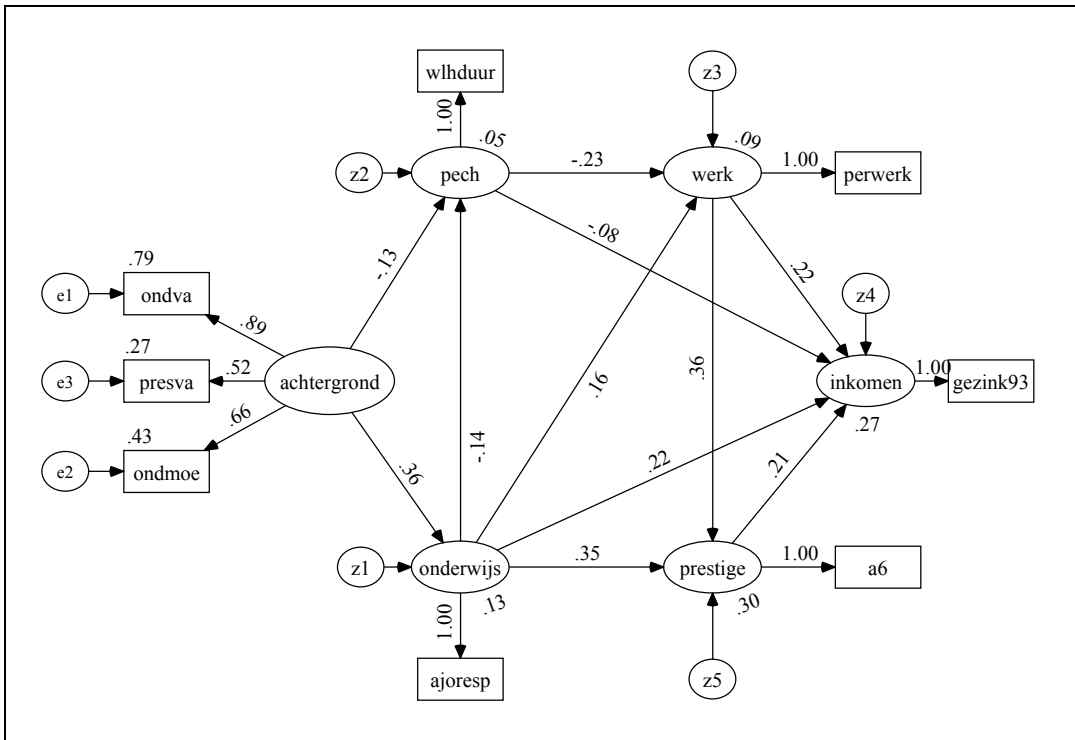 wlhduur
z3
1.00
.05
.09
z2
pech
-.23
werk
1.00
perwerk
-.08
-.13
.22
.79
z4
e1
ondva
.89
.27
.16
.36
1.00
e3
presva
.52
achtergrond
inkomen
gezink93
.66
.27
.43
e2
ondmoe
.36
-.14
.22
.21
z1
onderwijs
.35
prestige
1.00
a6
.13
.30
1.00
ajoresp
z5